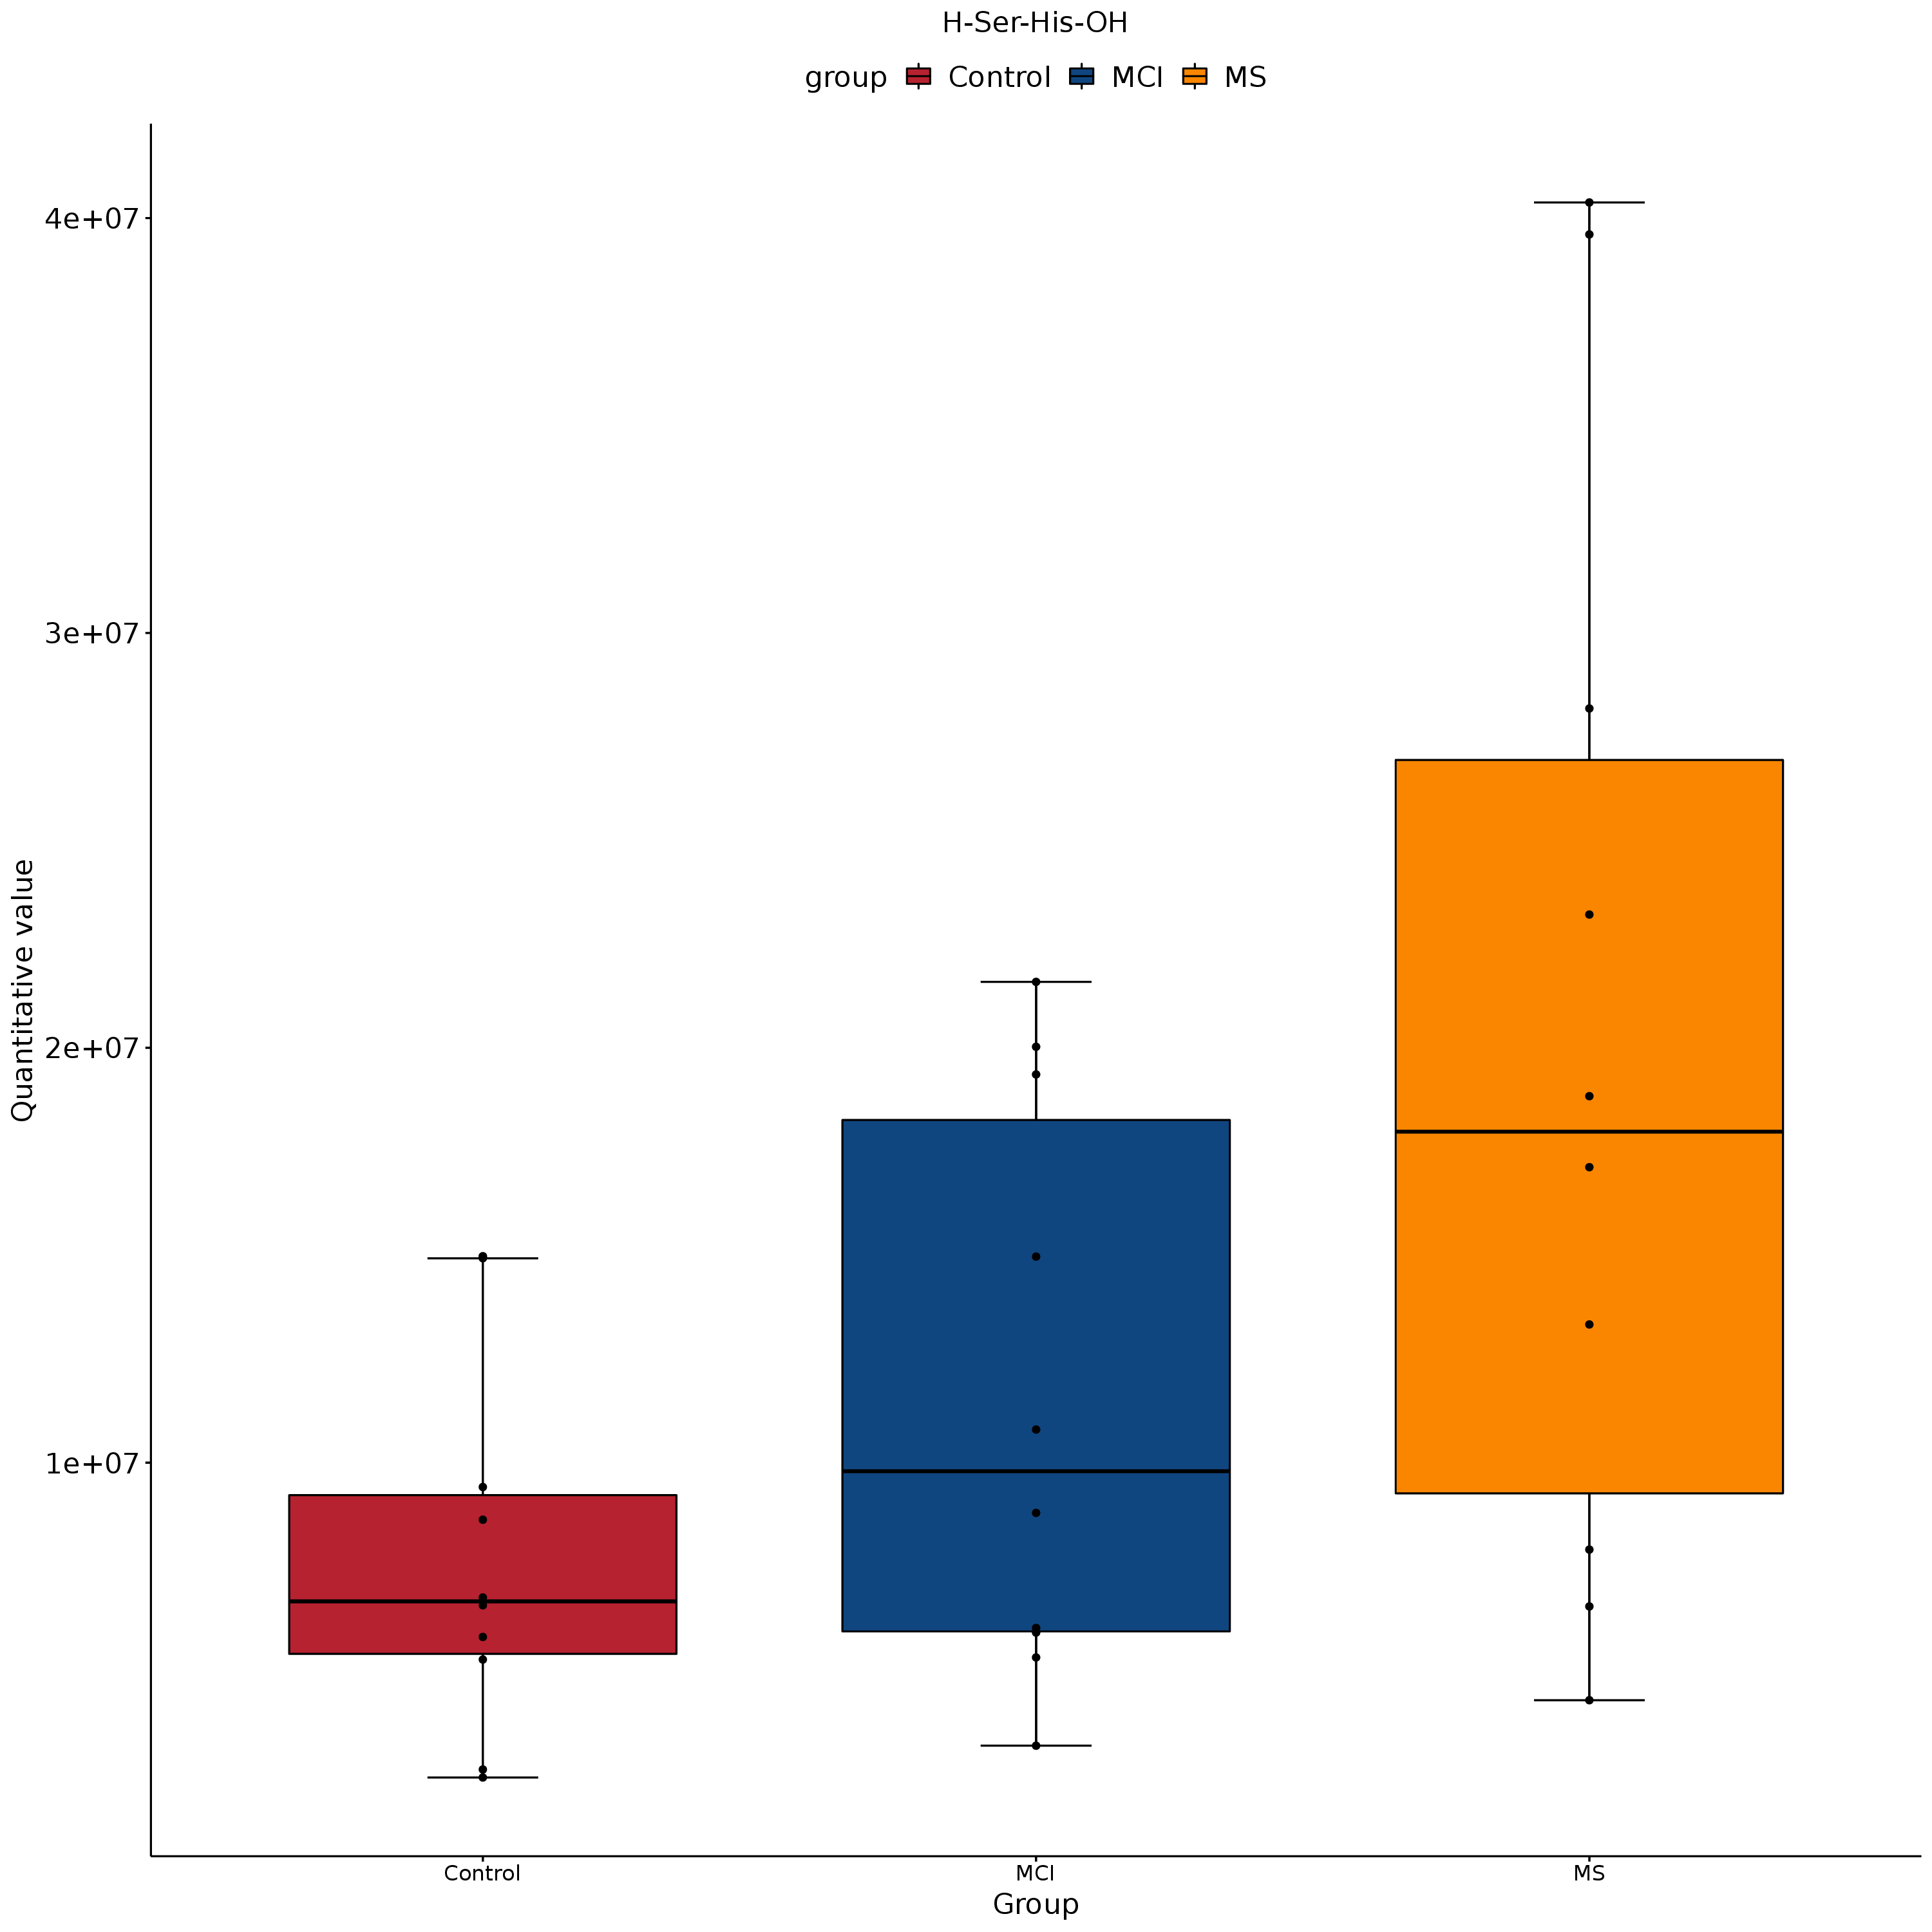 H-Ser-His-OH
group Control MCI MS
Quantitative value
4e+07
3e+07
2e+07
1e+07
Control MCI MS
Group